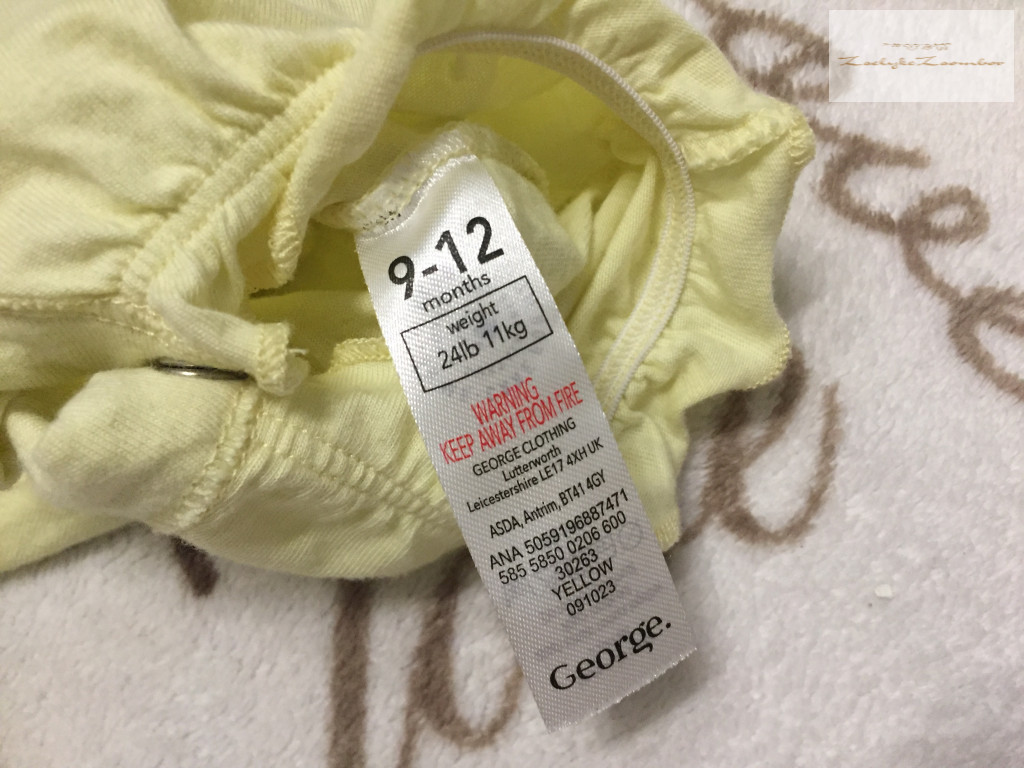 9-12
months
weight
24lb 11kg
WARNING
KEEP AWAY FROM FIRE
GEORGE CLOTHING
Lutterworth
Leicestershire LE17 4XH UK
ASDA, Antrim, BT41 4GY
ANA 5059196887471
585 5850 0206 600
30263
YELLOW
091023
George.